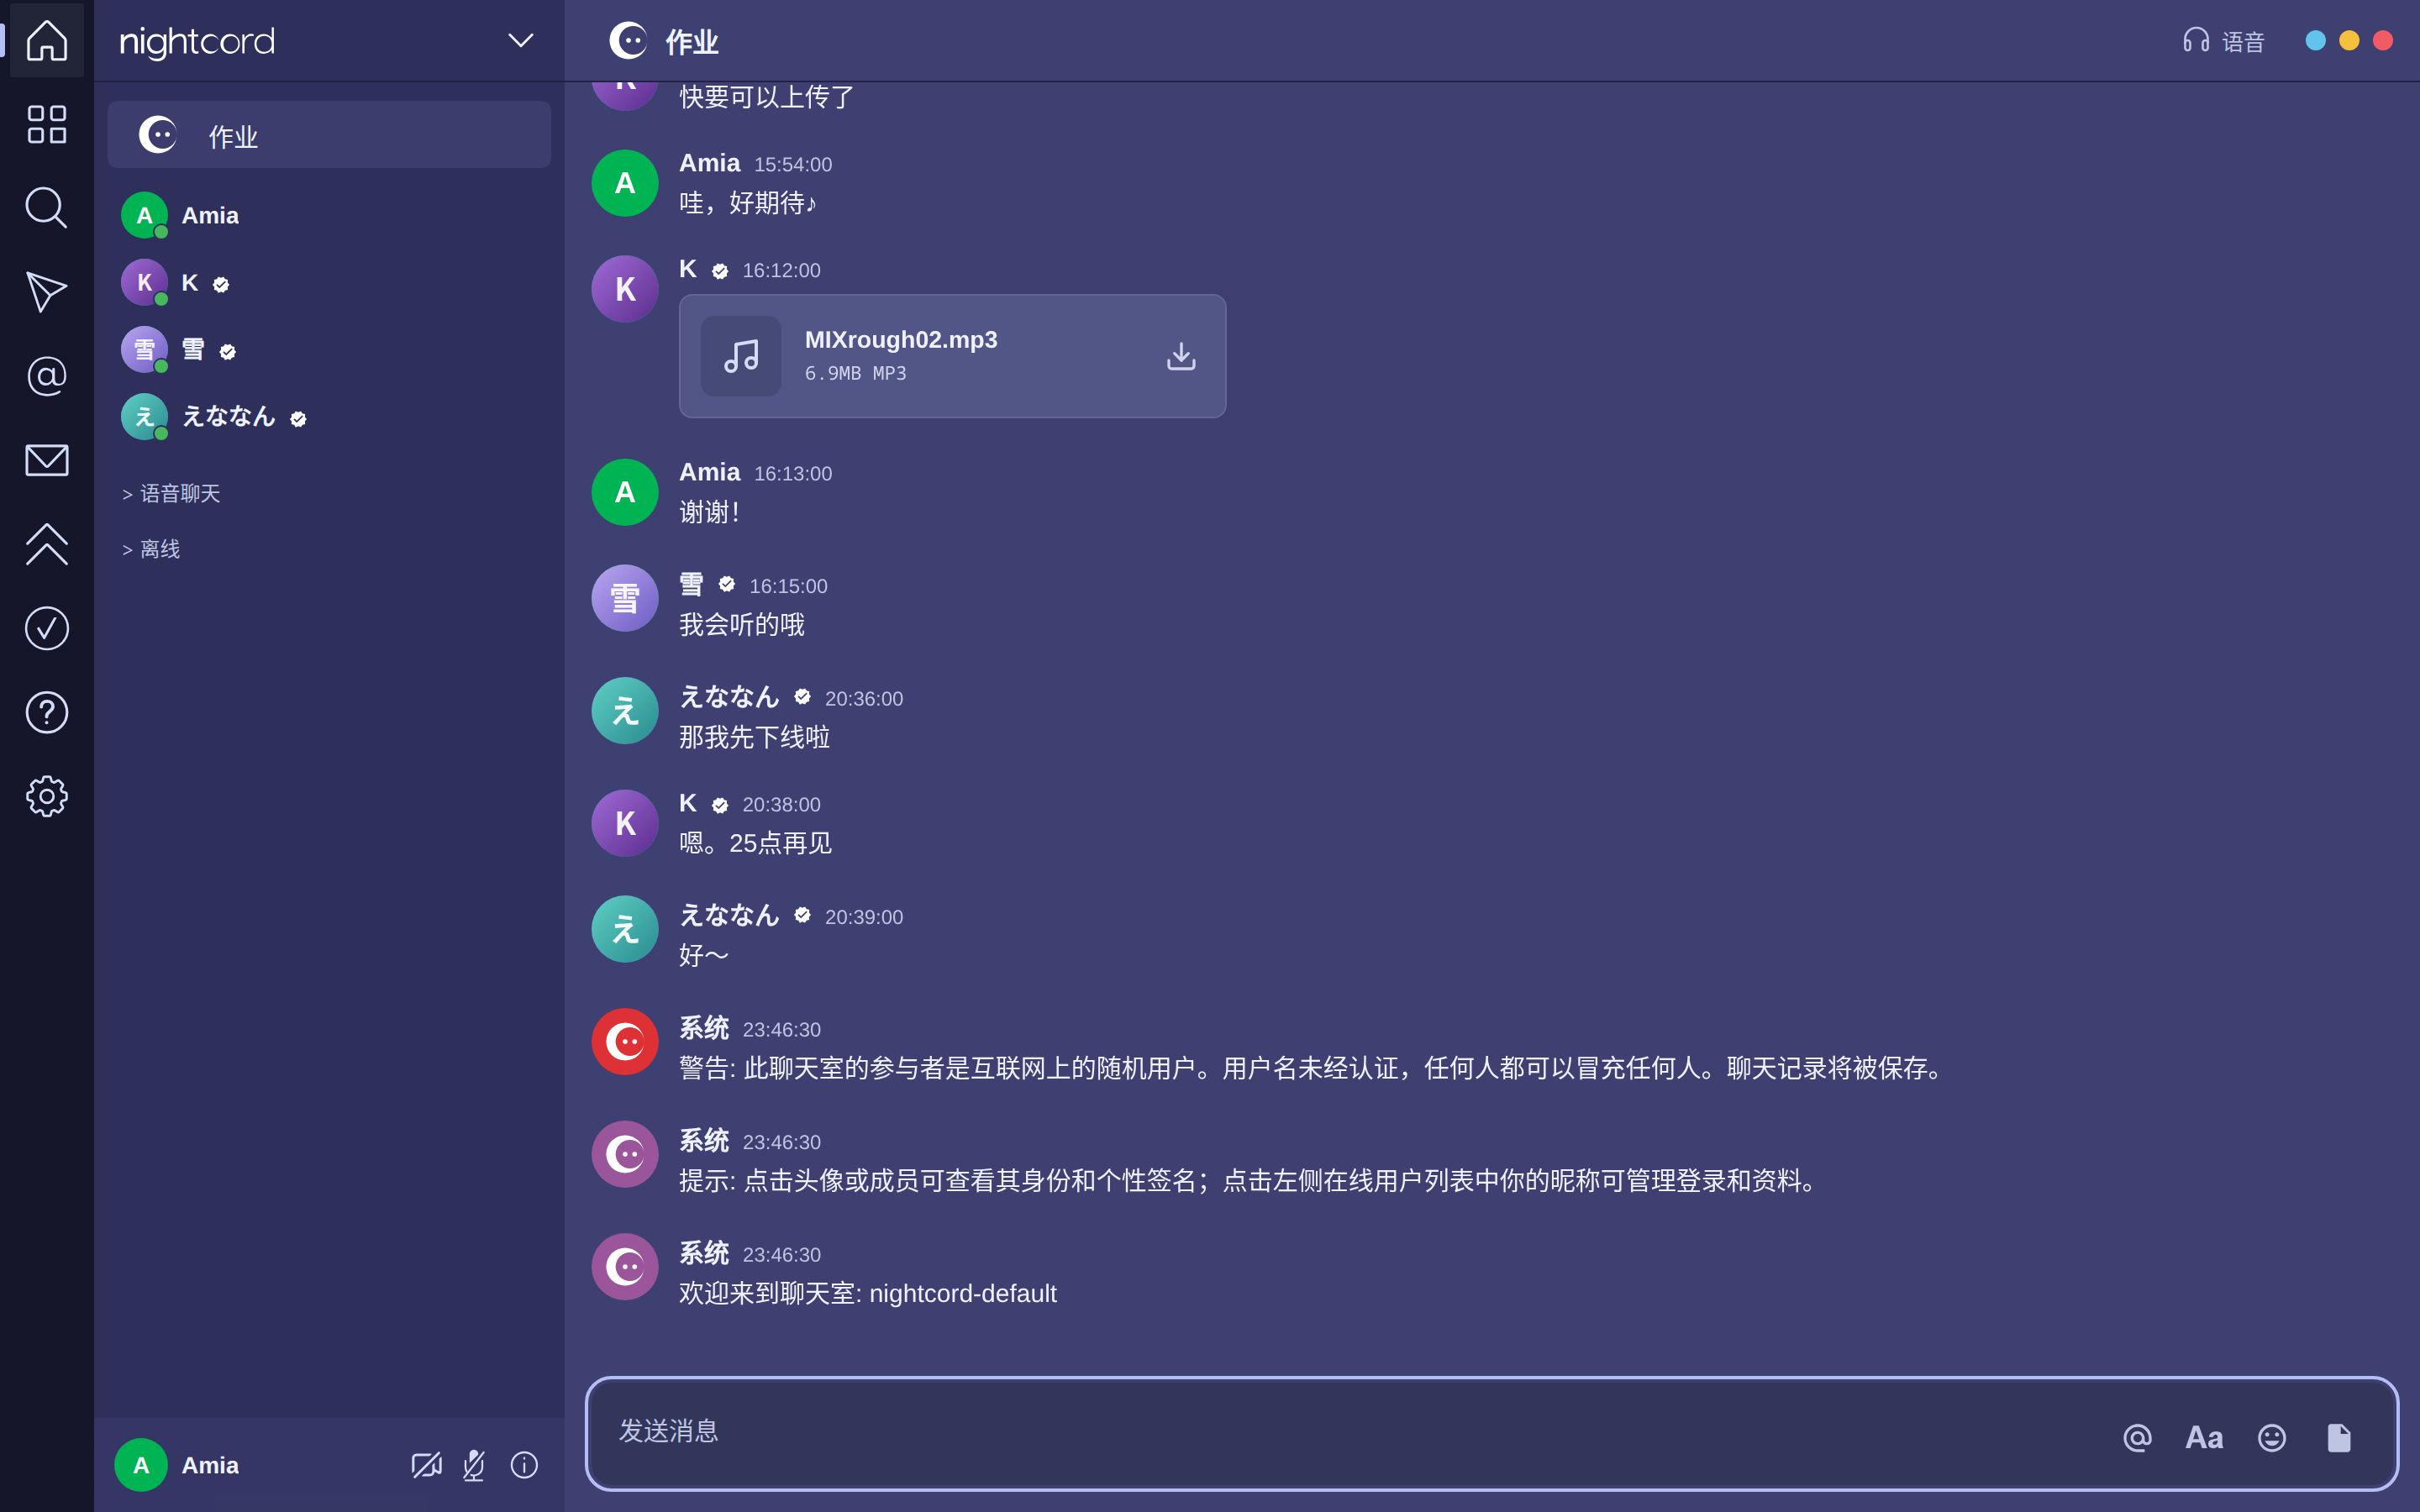 nightcord
作业
A Amia
K K
雪 雪
え えななん
> 语音聊天
> 离线
A Amia
作业
语音
快要可以上传了
A Amia 15:54:00
哇，好期待♪
K K 16:12:00
MIXrough02.mp3
6.9MB MP3
A Amia 16:13:00
谢谢！
雪 雪 16:15:00
我会听的哦
え えななん 20:36:00
那我先下线啦
K K 20:38:00
嗯。25点再见
え えななん 20:39:00
好～
系统 23:46:30
警告: 此聊天室的参与者是互联网上的随机用户。用户名未经认证，任何人都可以冒充任何人。聊天记录将被保存。
系统 23:46:30
提示: 点击头像或成员可查看其身份和个性签名；点击左侧在线用户列表中你的昵称可管理登录和资料。
系统 23:46:30
欢迎来到聊天室: nightcord-default
发送消息
Aa